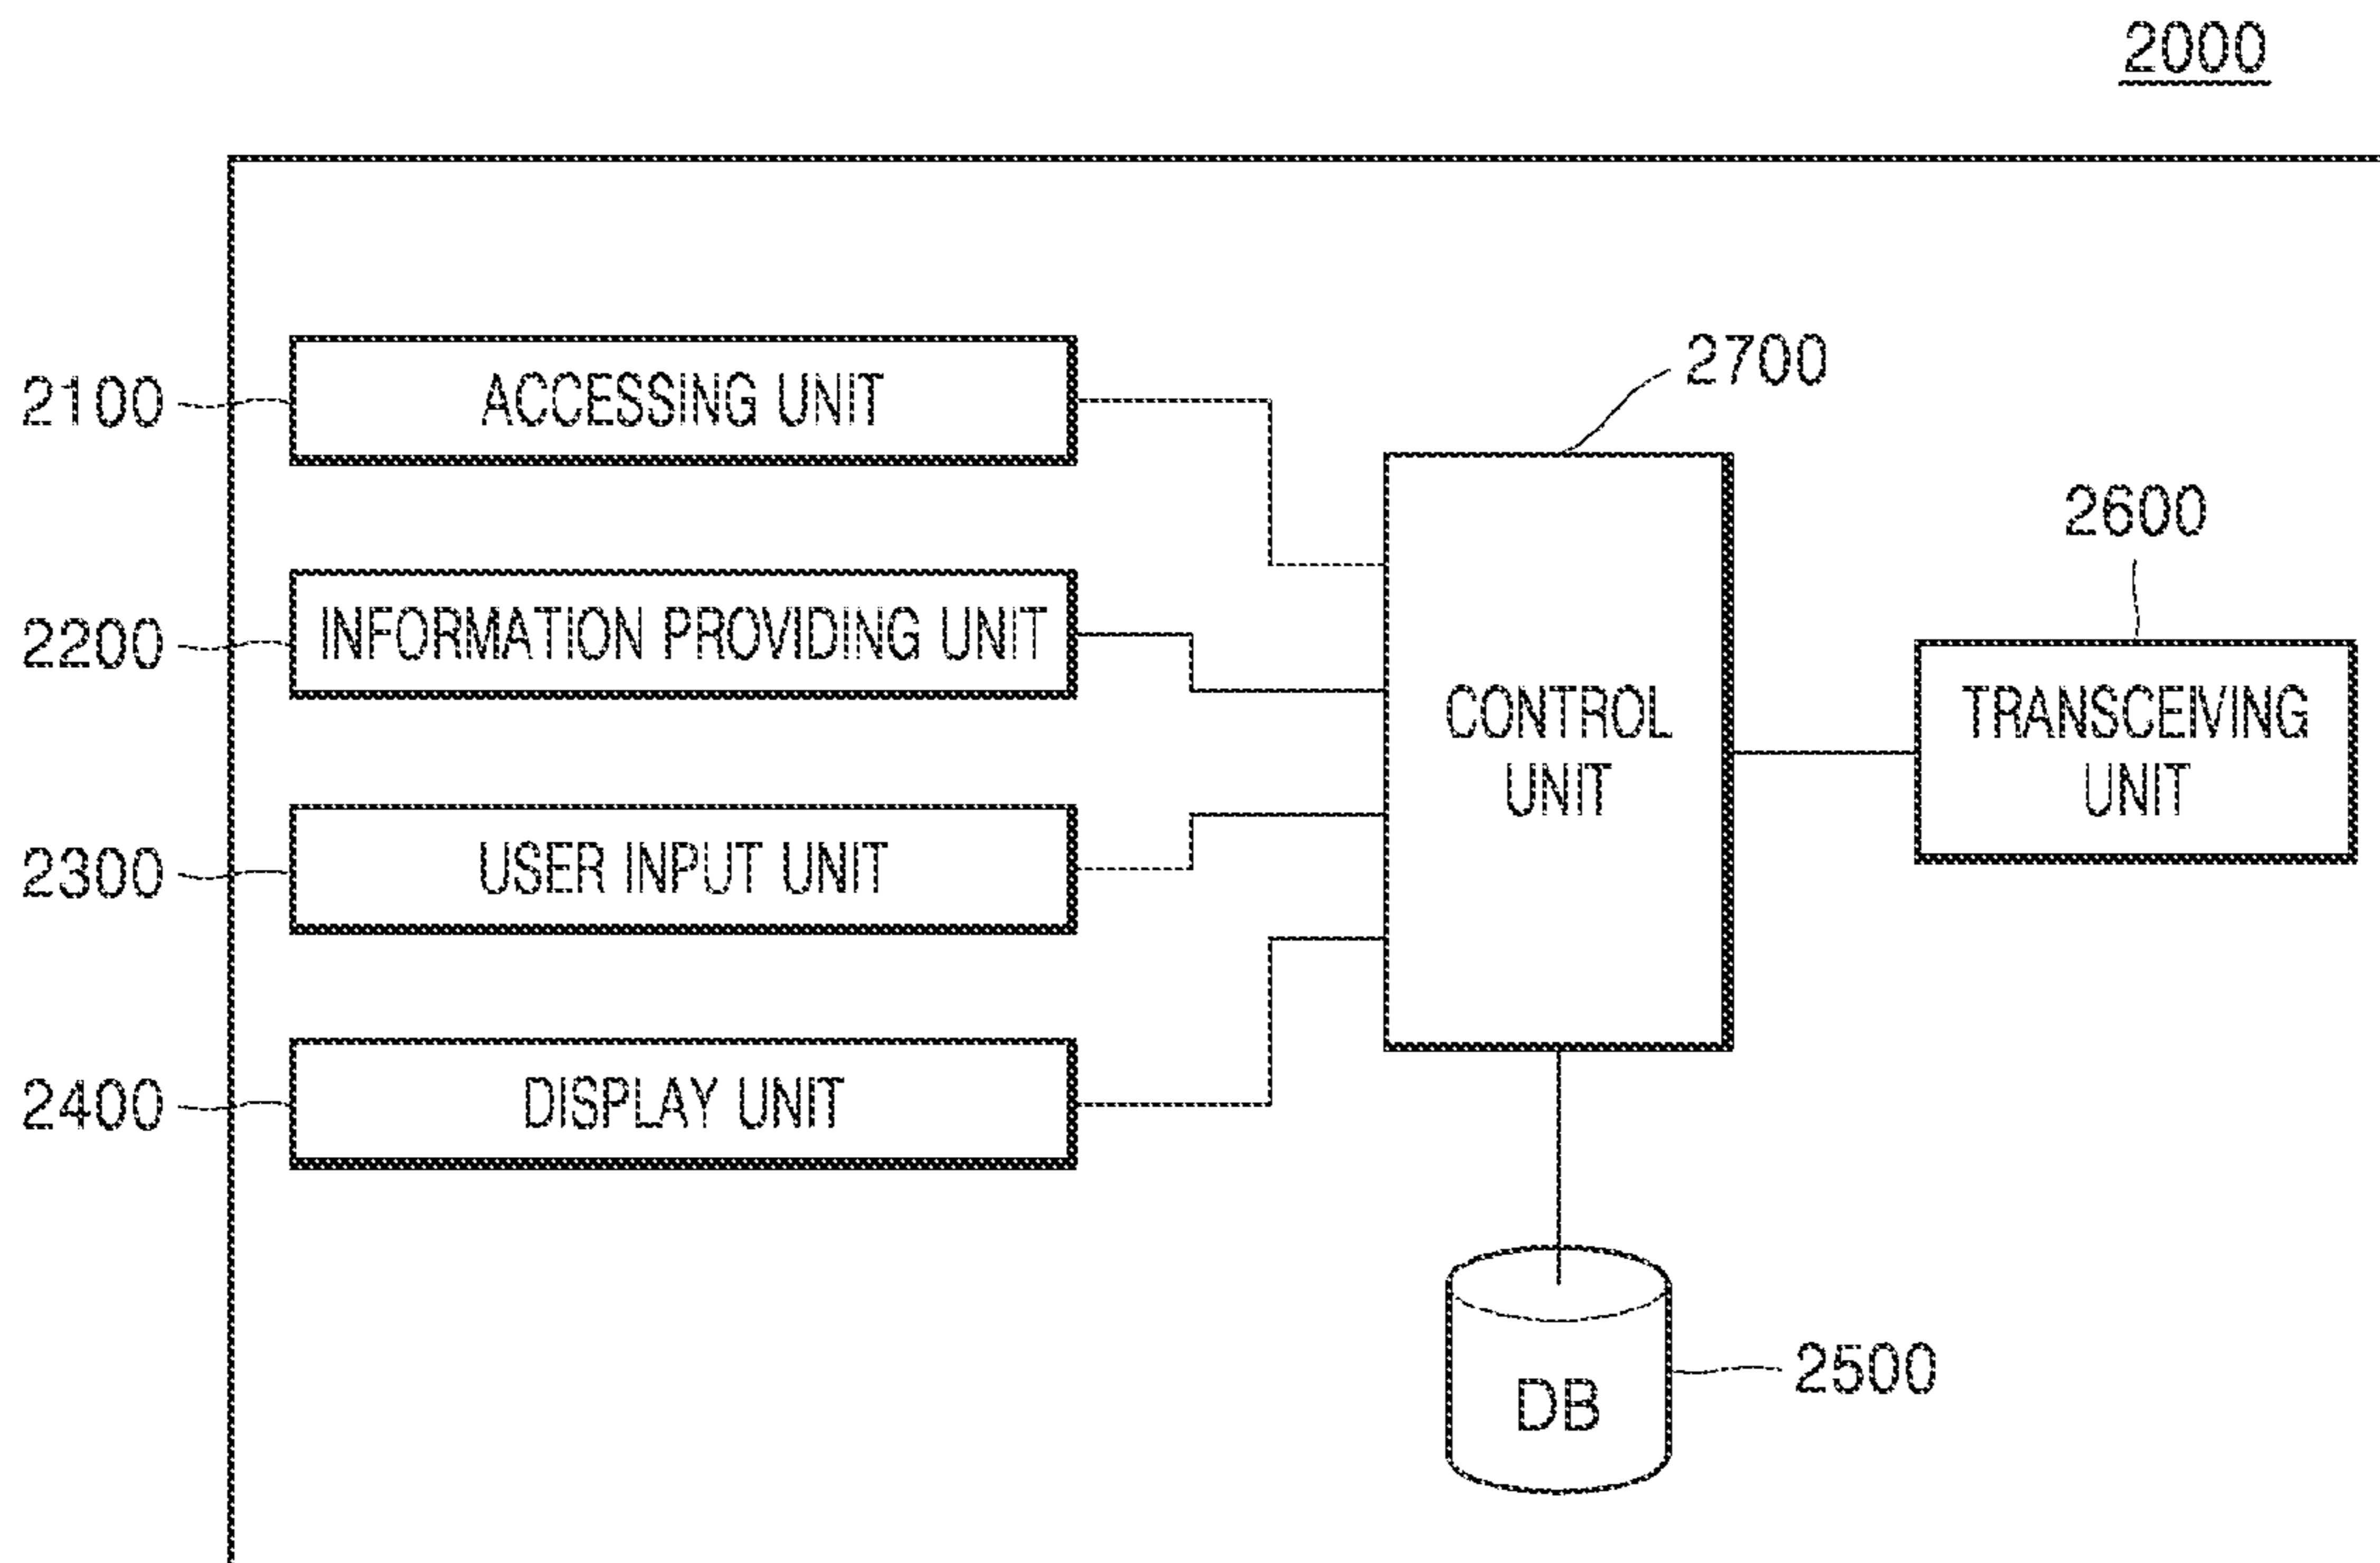 2000
2100
ACCESSING UNIT
2700
2600
2200
INFORMATION PROVIDING UNIT
CONTROL
UNIT
TRANSCEIVING
UNIT
2300
USER INPUT UNIT
2400
DISPLAY UNIT
2500
DB